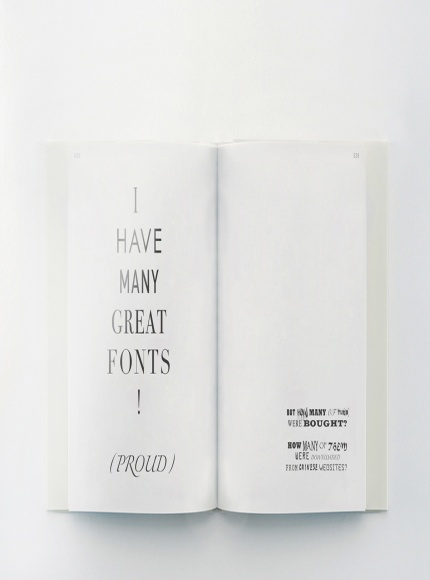 I
HAVE
MANY
GREAT
FONTS
!
(PROUD)
BUT HOW MANY OF THEM
WERE BOUGHT?
HOW MANY OF THEM
WERE
FROM CHINESE WEBSITES?